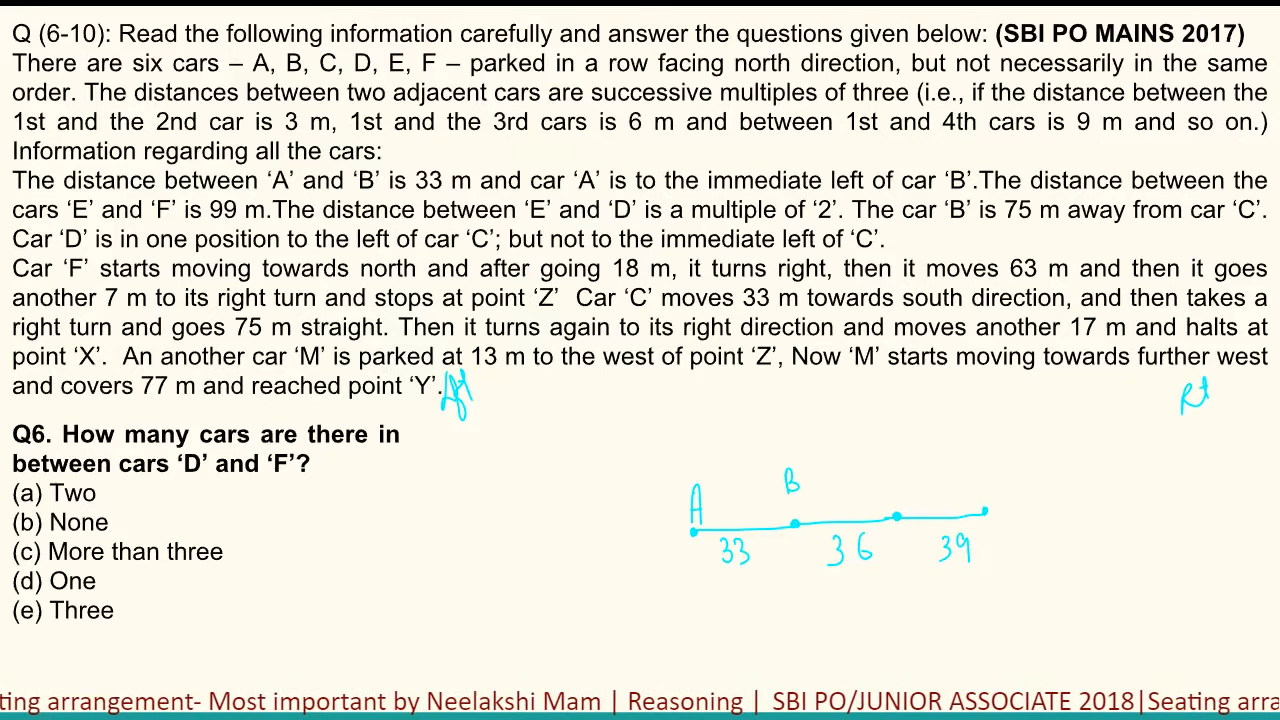 Q (6-10): Read the following information carefully and answer the questions given below: (SBI PO MAINS 2017)
There are six cars – A, B, C, D, E, F – parked in a row facing north direction, but not necessarily in the same
order. The distances between two adjacent cars are successive multiples of three (i.e., if the distance between the
1st and the 2nd car is 3 m, 1st and the 3rd cars is 6 m and between 1st and 4th cars is 9 m and so on.)
Information regarding all the cars:
The distance between ‘A’ and ‘B’ is 33 m and car ‘A’ is to the immediate left of car ‘B’.The distance between the
cars ‘E’ and ‘F’ is 99 m.The distance between ‘E’ and ‘D’ is a multiple of ‘2’. The car ‘B’ is 75 m away from car ‘C’.
Car ‘D’ is in one position to the left of car ‘C’; but not to the immediate left of ‘C’.
Car ‘F’ starts moving towards north and after going 18 m, it turns right, then it moves 63 m and then it goes
another 7 m to its right turn and stops at point ‘Z’  Car ‘C’ moves 33 m towards south direction, and then takes a
right turn and goes 75 m straight. Then it turns again to its right direction and moves another 17 m and halts at
point ‘X’.  An another car ‘M’ is parked at 13 m to the west of point ‘Z’, Now ‘M’ starts moving towards further west
and covers 77 m and reached point ‘Y’.
lft Rt
Q6. How many cars are there in
between cars ‘D’ and ‘F’?
(a) Two
(b) None
(c) More than three
(d) One
(e) Three
A B
33 36 39
ting arrangement- Most important by Neelakshi Mam | Reasoning | SBI PO/JUNIOR ASSOCIATE 2018|Seating arra